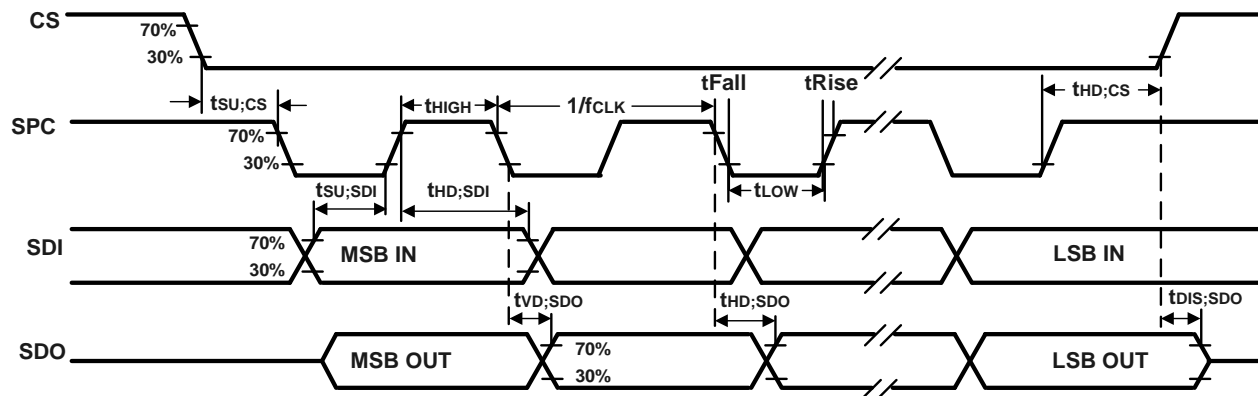 CS
70%
30%
tFall
tRise
tSU;CS
tHIGH
1/fCLK
tHD;CS
SPC
70%
30%
tSU;SDI
tHD;SDI
tLOW
SDI
70%
30%
MSB IN
LSB IN
tVD;SDO
tHD;SDO
tDIS;SDO
SDO
MSB OUT
70%
30%
LSB OUT